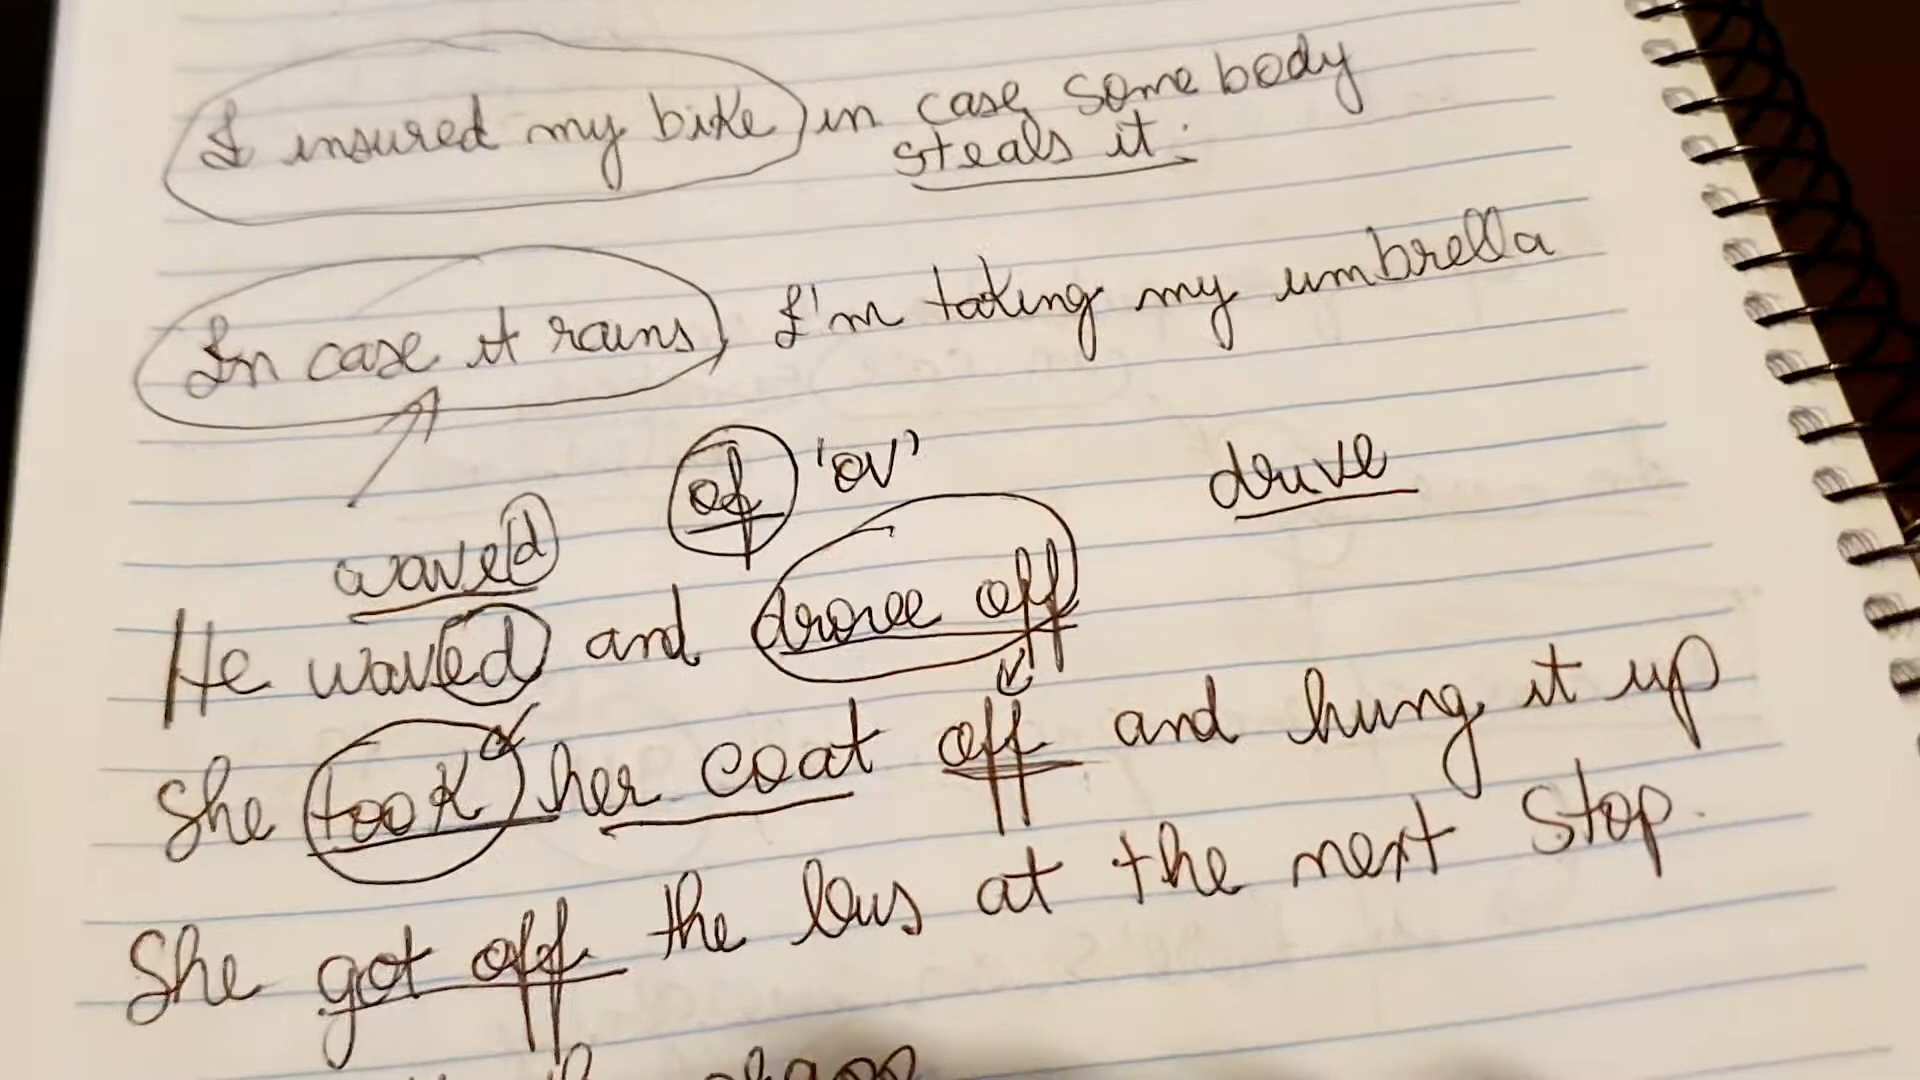 I insured my bike in case somebody
steals it.
In case it rains, I'm taking my umbrella
of 'ov' drive
waved
He waved and drove off
She took her coat off and hung it up
She got off the bus at the next stop.